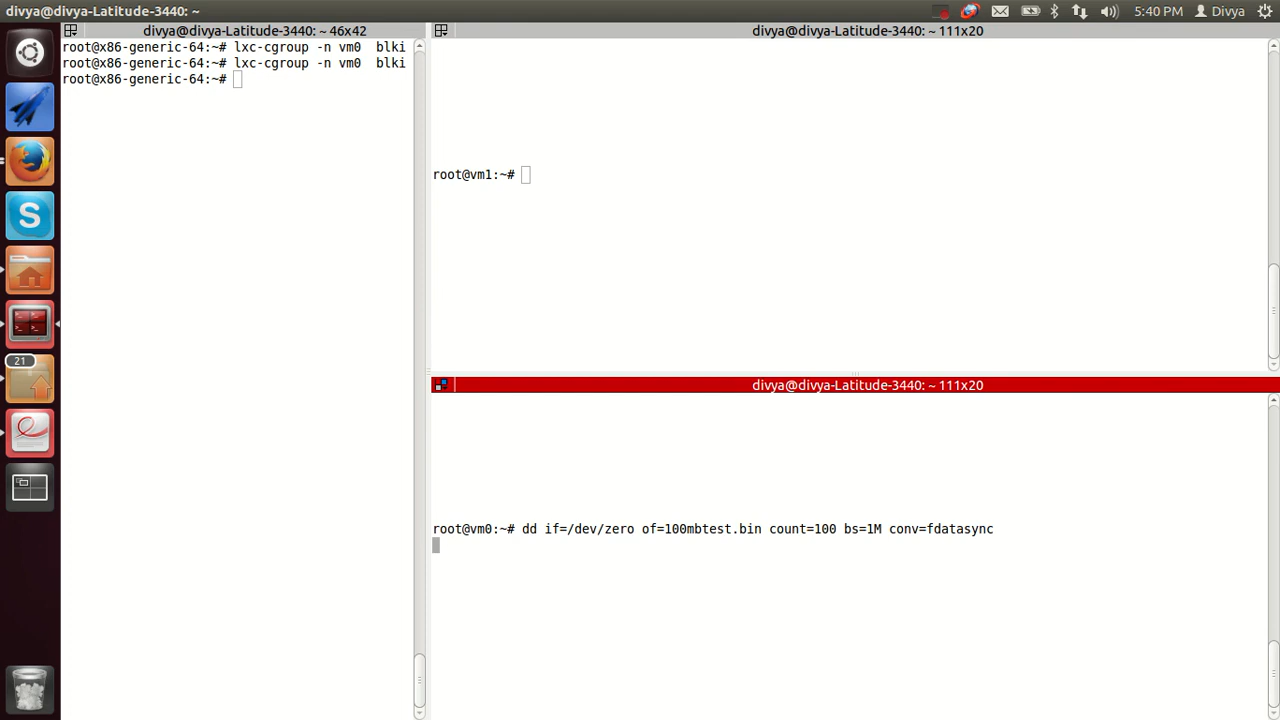 divya@divya-Latitude-3440: ~
5:40 PM
Divya
divya@divya-Latitude-3440: ~ 46x42
root@x86-generic-64:~# lxc-cgroup -n vm0  blki
root@x86-generic-64:~# lxc-cgroup -n vm0  blki
root@x86-generic-64:~#
divya@divya-Latitude-3440: ~ 111x20
root@vm1:~#
divya@divya-Latitude-3440: ~ 111x20
root@vm0:~# dd if=/dev/zero of=100mbtest.bin count=100 bs=1M conv=fdatasync
S
21